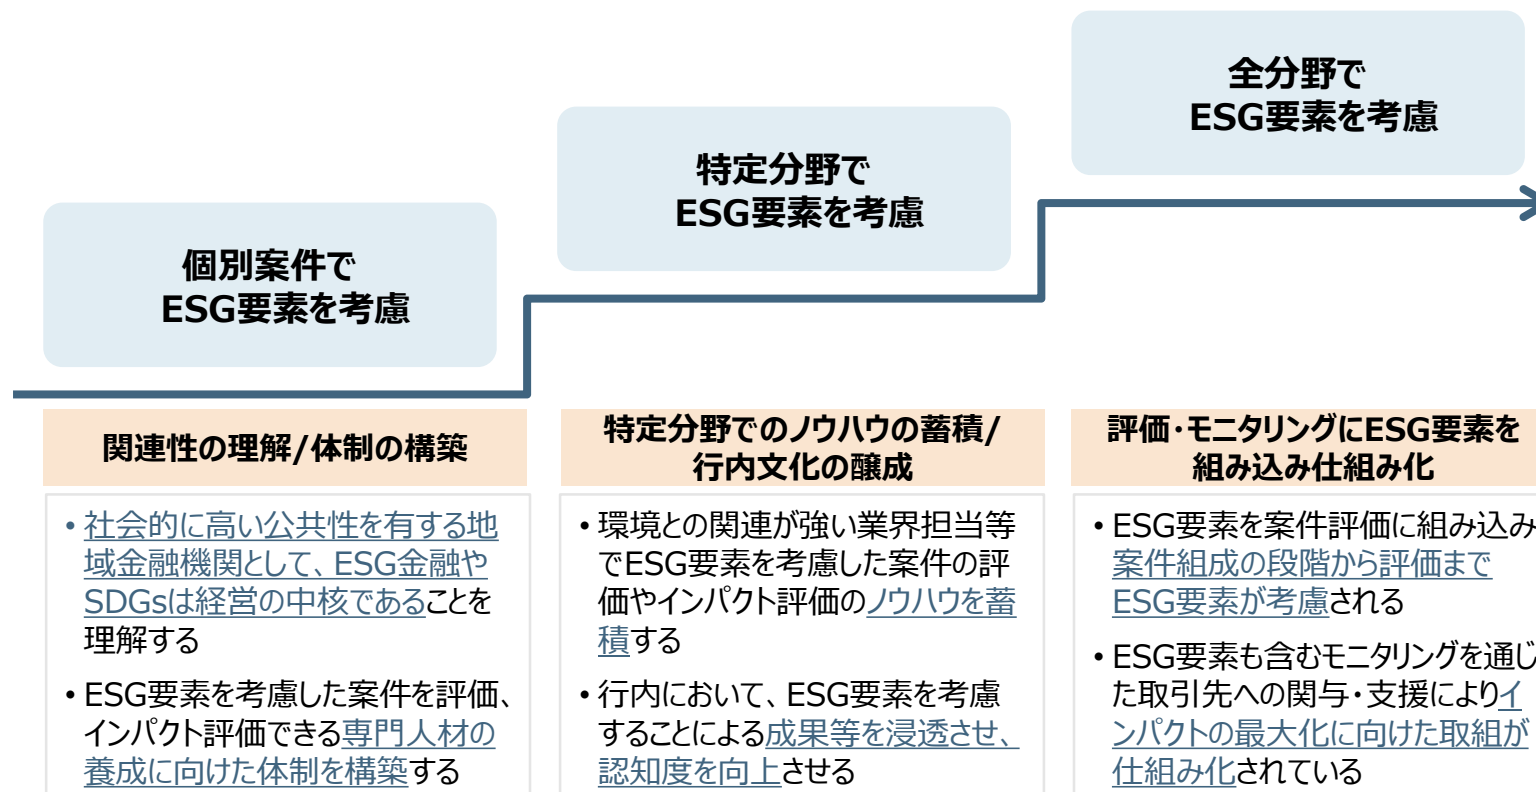 全分野で
ESG要素を考慮
特定分野で
ESG要素を考慮
個別案件で
ESG要素を考慮
関連性の理解/体制の構築
• 社会的に高い公共性を有する地
域金融機関として、ESG金融や
SDGsは経営の中核であることを
理解する
• ESG要素を考慮した案件を評価、
インパクト評価できる専門人材の
養成に向けた体制を構築する
特定分野でのノウハウの蓄積/
行内文化の醸成
• 環境との関連が強い業界担当等
でESG要素を考慮した案件の評
価やインパクト評価のノウハウを蓄
積する
• 行内において、ESG要素を考慮
することによる成果等を浸透させ、
認知度を向上させる
評価・モニタリングにESG要素を
組み込み仕組み化
• ESG要素を案件評価に組み込み
案件組成の段階から評価まで
ESG要素が考慮される
• ESG要素も含むモニタリングを通じ
た取引先への関与・支援によりイ
ンパクトの最大化に向けた取組が
仕組み化されている